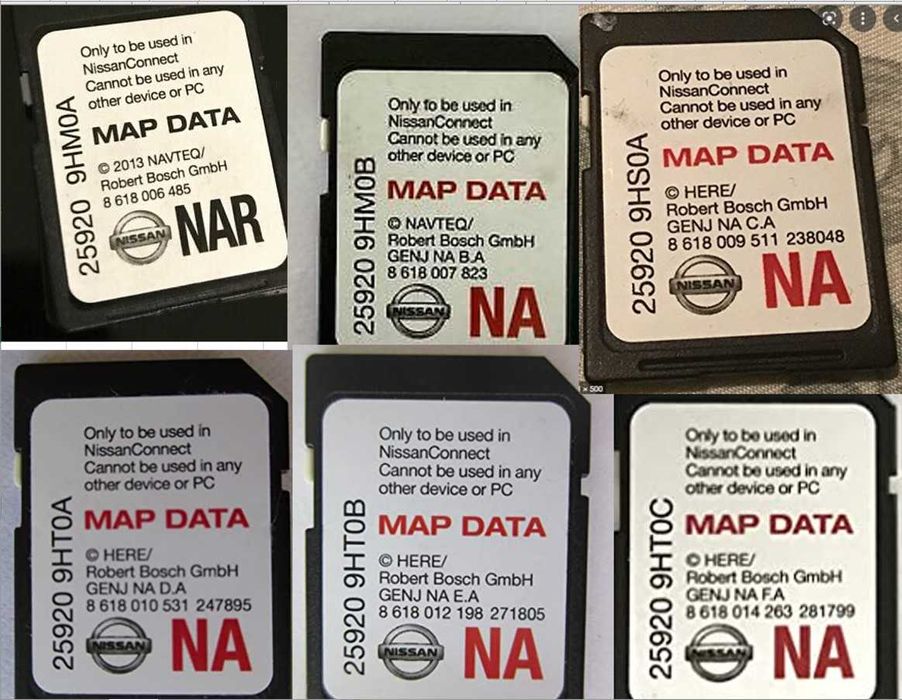 Only to be used in
NissanConnect
Cannot be used in any
other device or PC
MAP DATA
© 2013 NAVTEQ/
Robert Bosch GmbH
8 618 006 485
NISSAN
NAR
25920 9HM0A
Only to be used in
NissanConnect
Cannot be used in any
other device or PC
MAP DATA
© NAVTEQ/
Robert Bosch GmbH
GENJ NA B.A
8 618 007 823
NISSAN
NA
25920 9HM0B
Only to be used in
NissanConnect
Cannot be used in any
other device or PC
MAP DATA
© HERE/
Robert Bosch GmbH
GENJ NA C.A
8 618 009 511 238048
NISSAN
NA
25920 9HS0A
× 500
Only to be used in
NissanConnect
Cannot be used in any
other device or PC
MAP DATA
© HERE/
Robert Bosch GmbH
GENJ NA D.A
8 618 010 531 247895
NISSAN
NA
25920 9HT0A
Only to be used in
NissanConnect
Cannot be used in any
other device or PC
MAP DATA
© HERE/
Robert Bosch GmbH
GENJ NA E.A
8 618 012 198 271805
NISSAN
NA
25920 9HT0B
Only to be used in
NissanConnect
Cannot be used in any
other device or PC
MAP DATA
© HERE/
Robert Bosch GmbH
GENJ NA F.A
8 618 014 263 281799
NISSAN
NA
25920 9HT0C